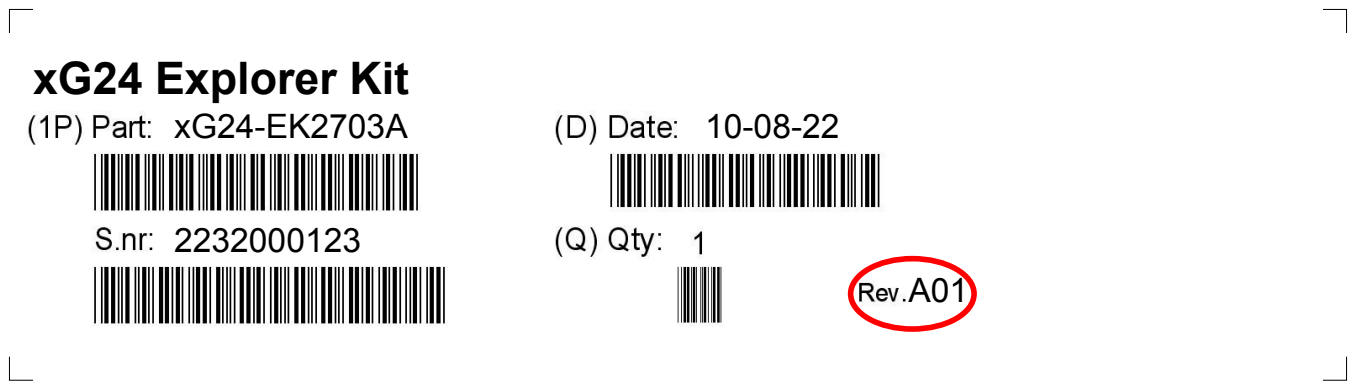 xG24 Explorer Kit
(1P) Part: xG24-EK2703A
(D) Date: 10-08-22
S.nr: 2232000123
(Q) Qty: 1
Rev.A01